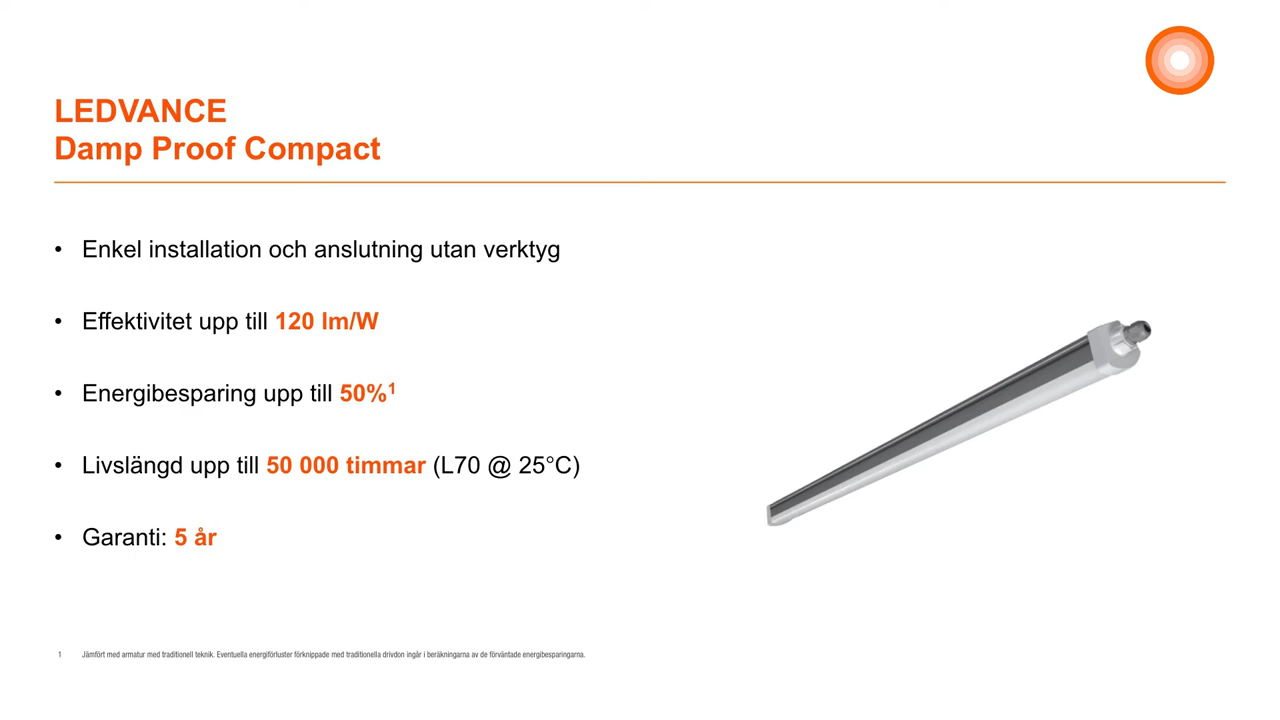 LEDVANCE
Damp Proof Compact
• Enkel installation och anslutning utan verktyg
• Effektivitet upp till 120 lm/W
• Energibesparing upp till 50%¹
• Livslängd upp till 50 000 timmar (L70 @ 25°C)
• Garanti: 5 år
1 Jämfört med armatur med traditionell teknik. Eventuella energiförluster förknippade med traditionella drivdon ingår i beräkningarna av de förväntade energibesparingarna.